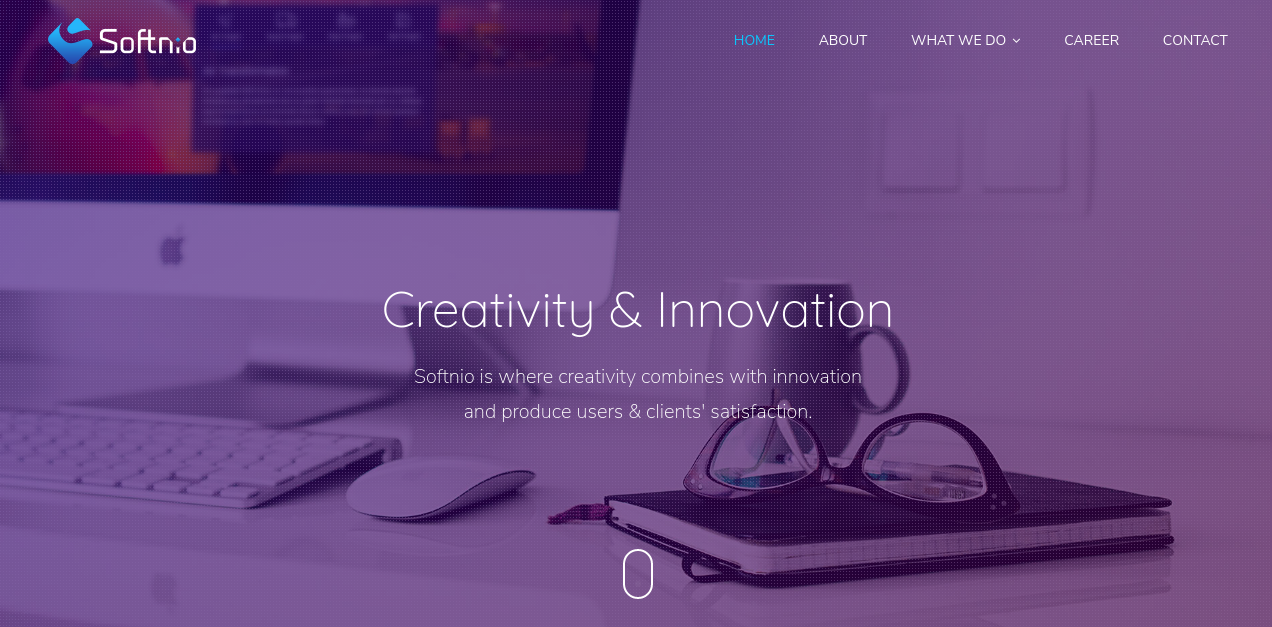 Softnio
HOME ABOUT WHAT WE DO CAREER CONTACT
Creativity & Innovation
Softnio is where creativity combines with innovation
and produce users & clients' satisfaction.